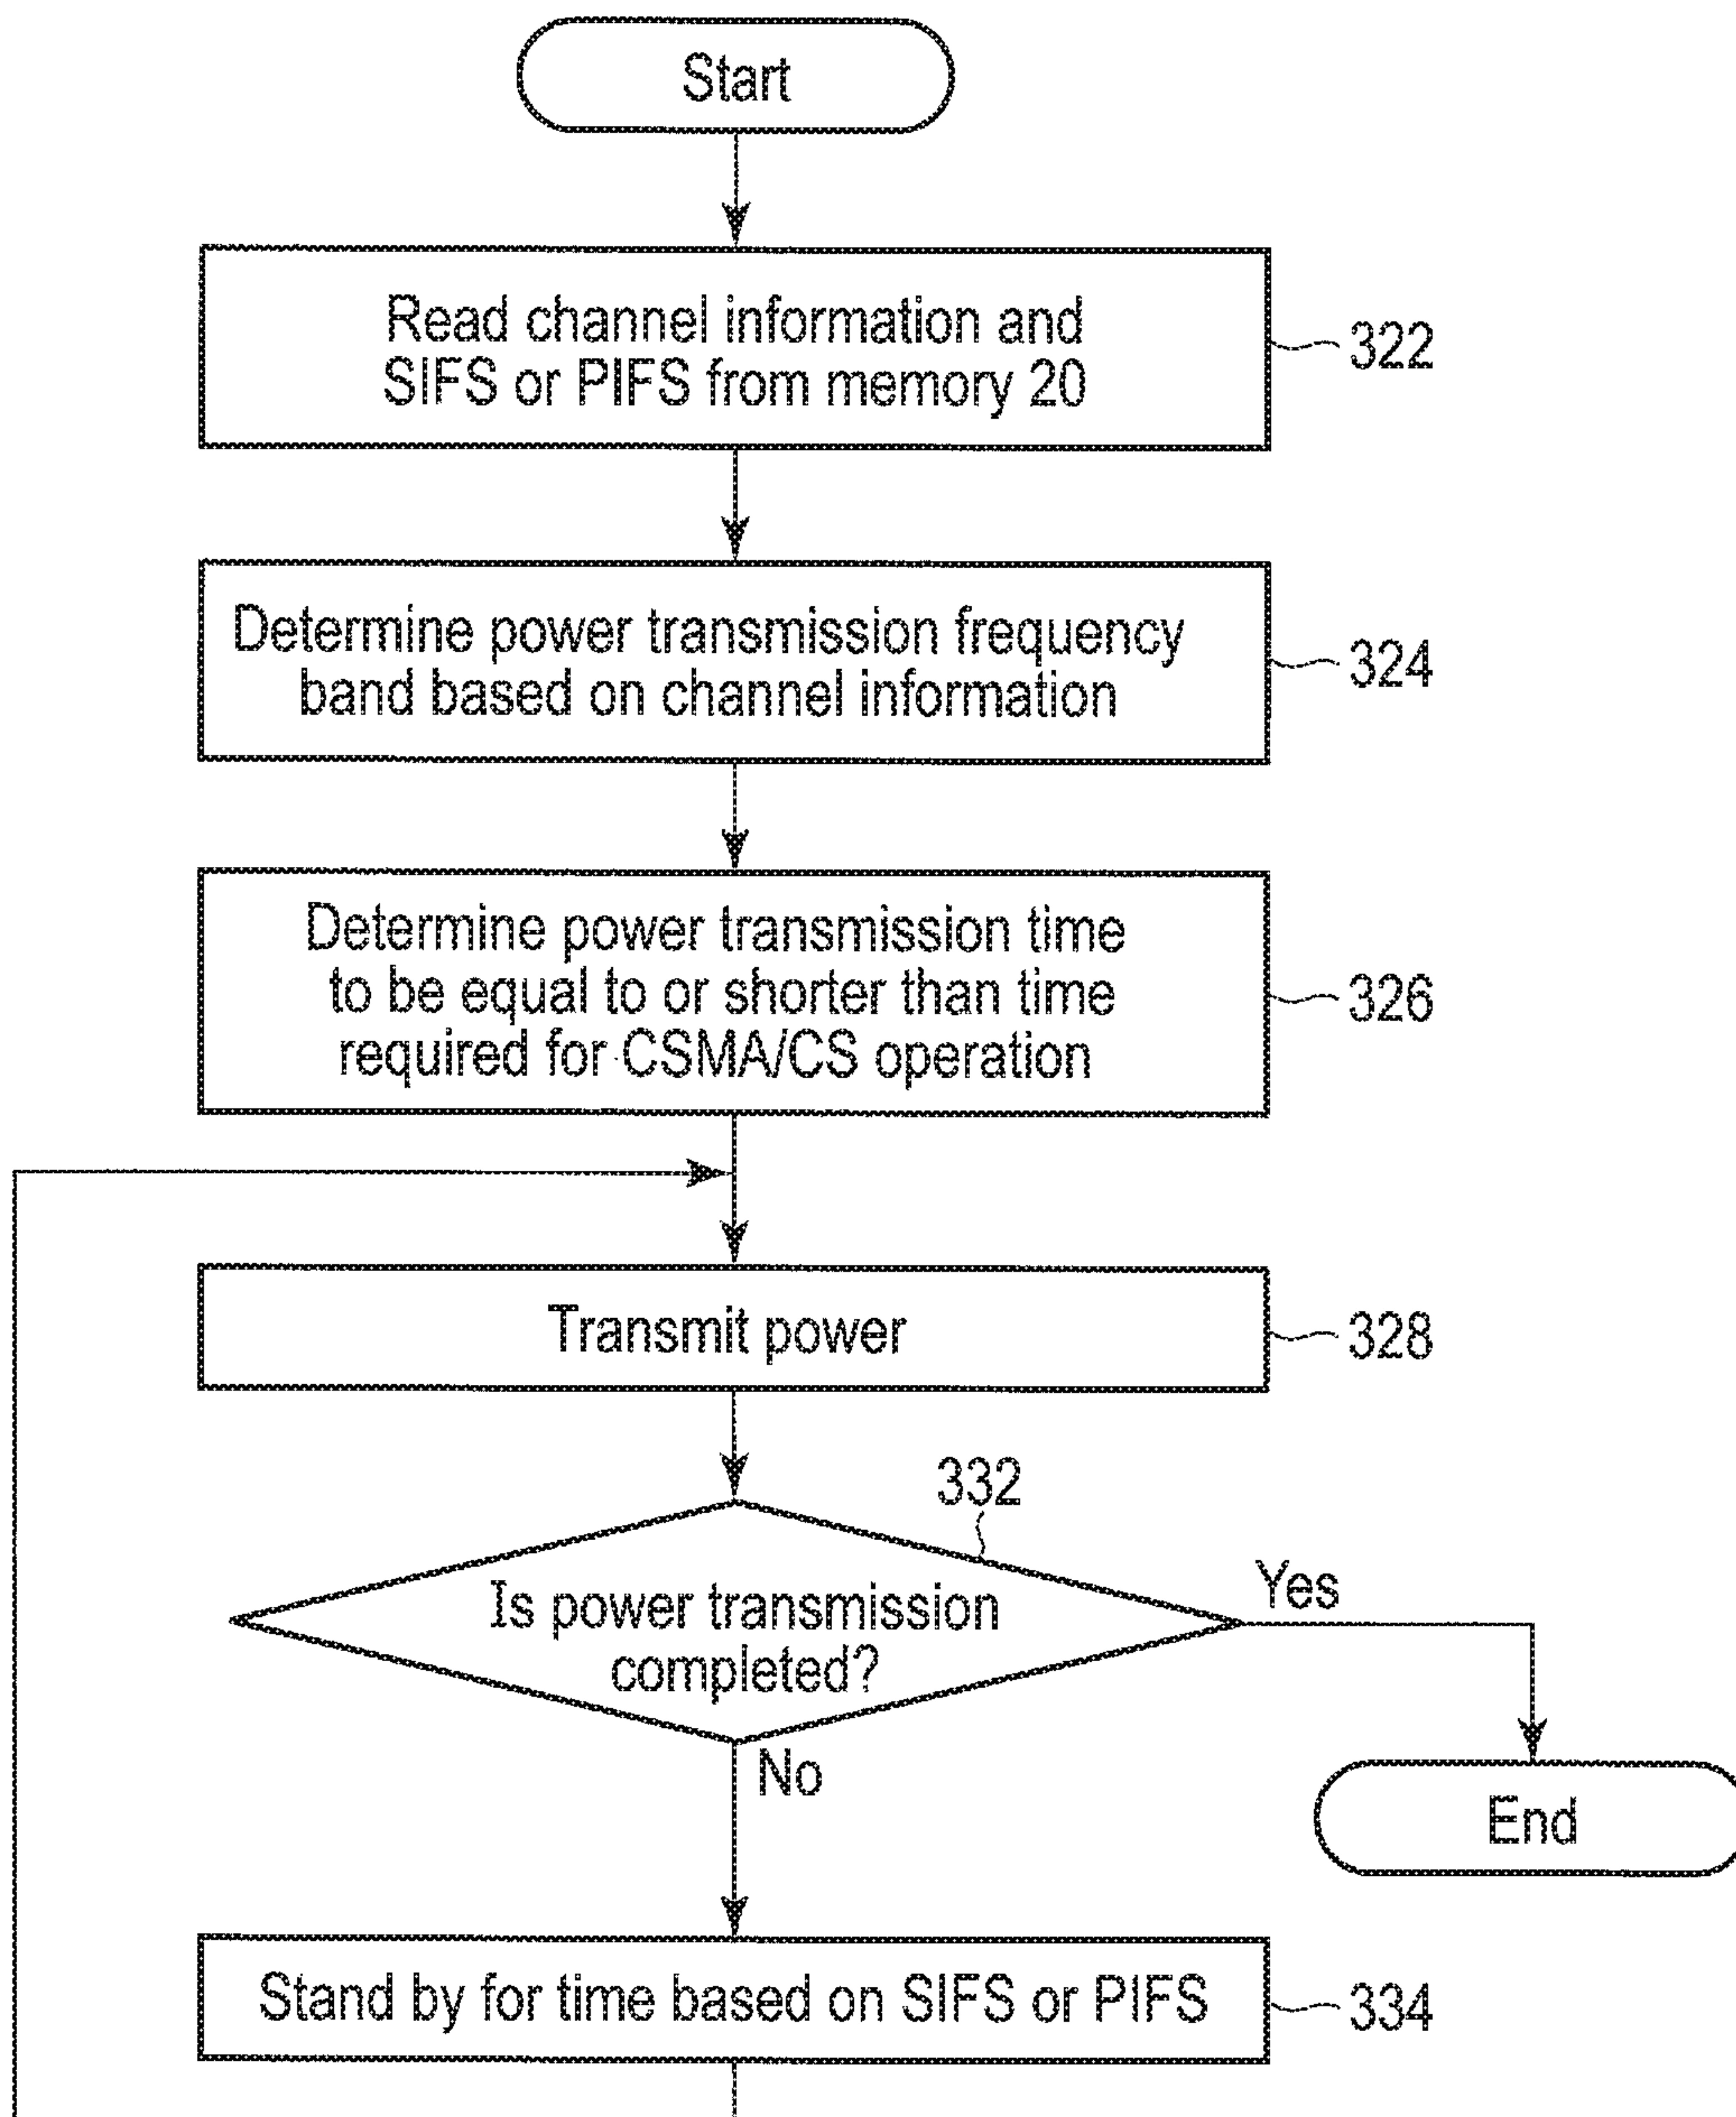 Start
Read channel information and
SIFS or PIFS from memory 20
322
Determine power transmission frequency
band based on channel information
324
Determine power transmission time
to be equal to or shorter than time
required for CSMA/CS operation
326
Transmit power
328
332
Is power transmission
completed?
Yes
No
End
Stand by for time based on SIFS or PIFS
334